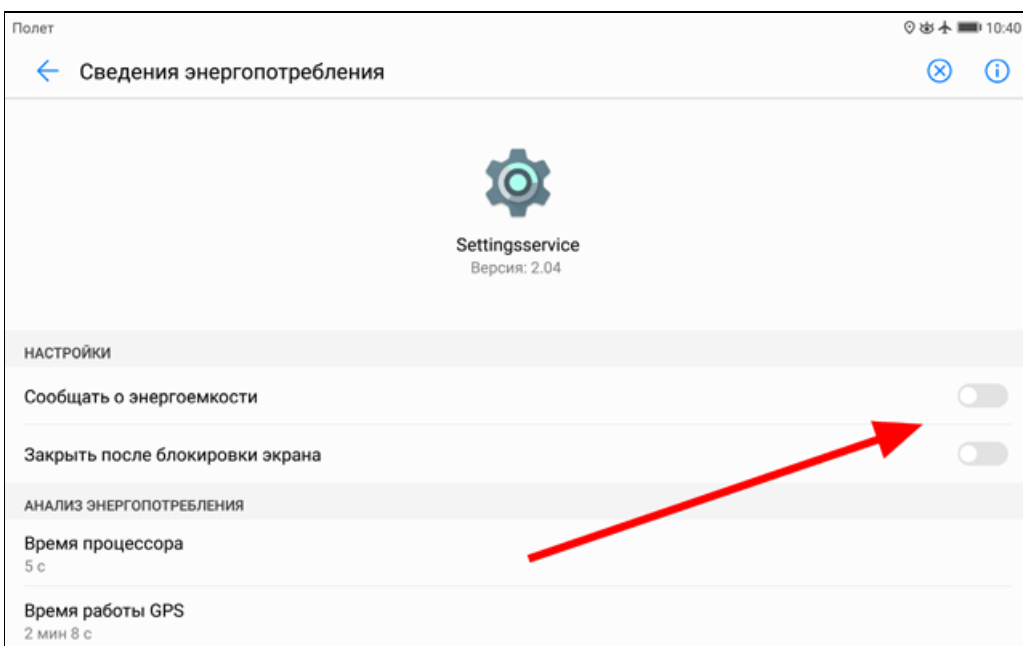 Полет 10:40
Сведения энергопотребления
Settingsservice
Версия: 2.04
НАСТРОЙКИ
Сообщать о энергоемкости
Закрыть после блокировки экрана
АНАЛИЗ ЭНЕРГОПОТРЕБЛЕНИЯ
Время процессора
5 с
Время работы GPS
2 мин 8 с